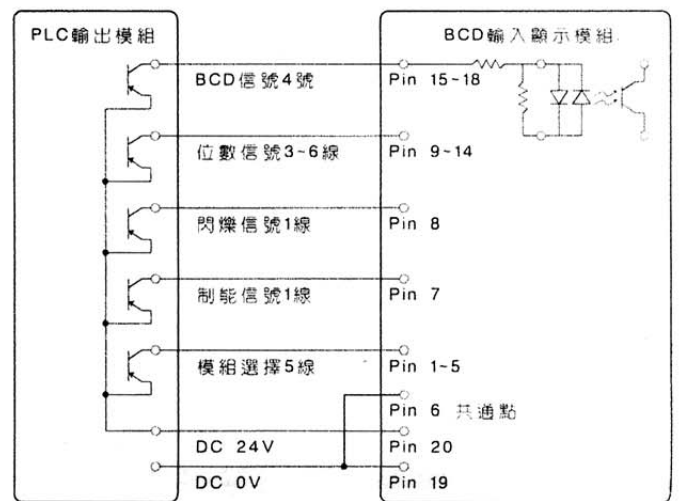 PLC輸出模組
BCD輸入顯示模組
BCD信號4號
Pin 15~18
位數信號3~6線
Pin 9~14
閃爍信號1線
Pin 8
制能信號1線
Pin 7
模組選擇5線
Pin 1~5
Pin 6 共通點
DC 24V
Pin 20
DC 0V
Pin 19